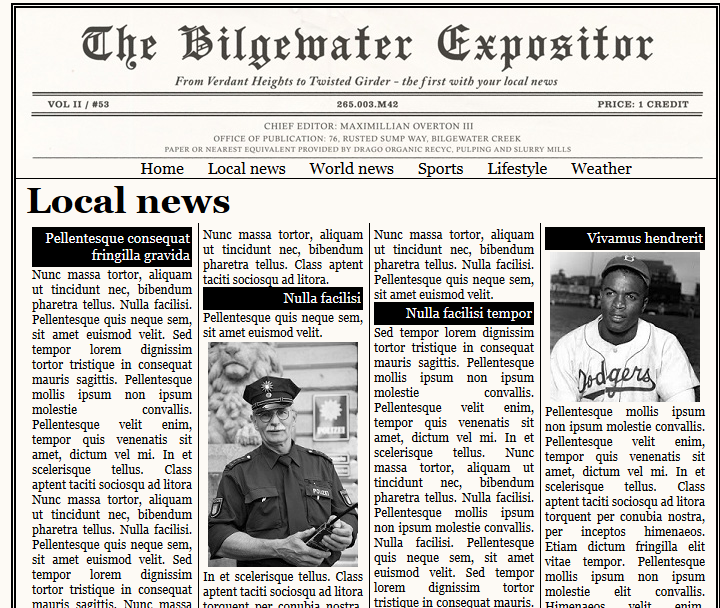 The Bilgewater Expositor
From Verdant Heights to Twisted Girder - the first with your local news
VOL II / #53 265.003.M42 PRICE: 1 CREDIT
CHIEF EDITOR: MAXIMILLIAN OVERTON III
OFFICE OF PUBLICATION: 76, RUSTED SUMP WAY, BILGEWATER CREEK
PAPER OR NEAREST EQUIVALENT PROVIDED BY DRAGO ORGANIC RECYC, PULPING AND SLURRY MILLS
Home Local news World news Sports Lifestyle Weather
Local news
Pellentesque consequat
fringilla gravida
Nunc massa tortor, aliquam
ut tincidunt nec, bibendum
pharetra tellus. Nulla facilisi.
Pellentesque quis neque sem,
sit amet euismod velit. Sed
tempor lorem dignissim
tortor tristique in consequat
mauris sagittis. Pellentesque
mollis ipsum non ipsum
molestie convallis.
Pellentesque velit enim,
tempor quis venenatis sit
amet, dictum vel mi. In et
scelerisque tellus. Class
aptent taciti sociosqu ad litora
Nunc massa tortor, aliquam
ut tincidunt nec, bibendum
pharetra tellus. Nulla facilisi.
Pellentesque quis neque sem,
sit amet euismod velit. Sed
tempor lorem dignissim
tortor tristique in consequat
mauris sagittis. Nunc massa
Nunc massa tortor, aliquam
ut tincidunt nec, bibendum
pharetra tellus. Class aptent
taciti sociosqu ad litora.
Nulla facilisi
Pellentesque quis neque sem,
sit amet euismod velit.
POLIZEI
POLIZEI
In et scelerisque tellus. Class
aptent taciti sociosqu ad litora
torquent per conubia nostra,
Nunc massa tortor, aliquam
ut tincidunt nec, bibendum
pharetra tellus. Nulla facilisi.
Pellentesque quis neque sem,
sit amet euismod velit.
Nulla facilisi tempor
Sed tempor lorem dignissim
tortor tristique in consequat
mauris sagittis. Pellentesque
mollis ipsum non ipsum
molestie convallis.
Pellentesque velit enim,
tempor quis venenatis sit
amet, dictum vel mi. In et
scelerisque tellus. Nunc
massa tortor, aliquam ut
tincidunt nec, bibendum
pharetra tellus. Nulla facilisi.
Pellentesque mollis ipsum
non ipsum molestie convallis.
Nulla facilisi. Pellentesque
quis neque sem, sit amet
euismod velit. Sed tempor
lorem dignissim tortor
tristique in consequat mauris
Vivamus hendrerit
B
Dodgers
Pellentesque mollis ipsum
non ipsum molestie convallis.
Pellentesque velit enim,
tempor quis venenatis sit
amet, dictum vel mi. In et
scelerisque tellus. Class
aptent taciti sociosqu ad litora
torquent per conubia nostra,
per inceptos himenaeos.
Etiam dictum fringilla elit
vitae tempor. Pellentesque
mollis ipsum non ipsum
molestie elit convallis.
Himenaeos velit enim,